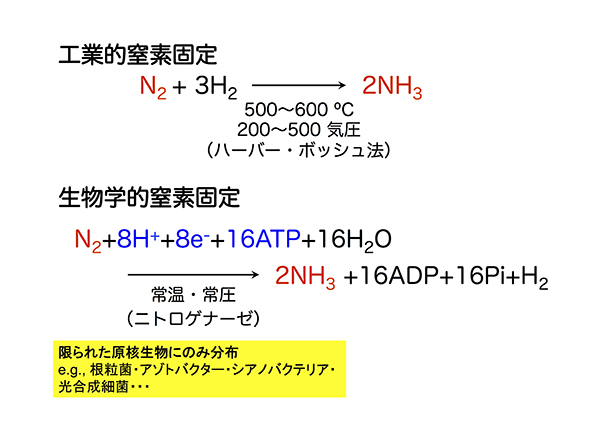 工業的窒素固定
N2 + 3H2 ⟶ 2NH3
500〜600 ℃
200〜500 気圧
（ハーバー・ボッシュ法）
生物学的窒素固定
N2+8H++8e-+16ATP+16H2O
⟶ 2NH3 +16ADP+16Pi+H2
常温・常圧
（ニトロゲナーゼ）
限られた原核生物にのみ分布
e.g., 根粒菌・アゾトバクター・シアノバクテリア・
光合成細菌・・・